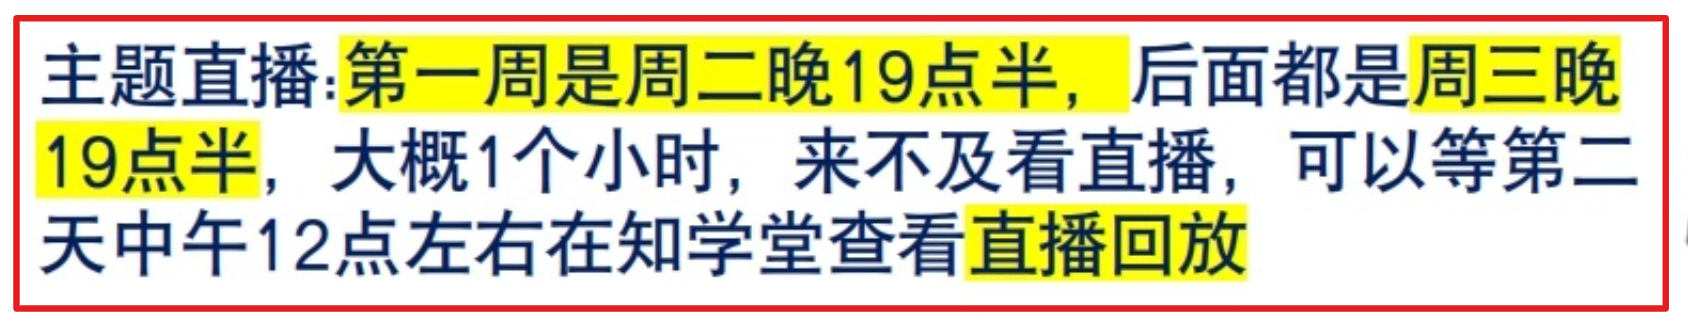 主题直播:第一周是周二晚19点半，后面都是周三晚
19点半，大概1个小时，来不及看直播，可以等第二
天中午12点左右在知学堂查看直播回放